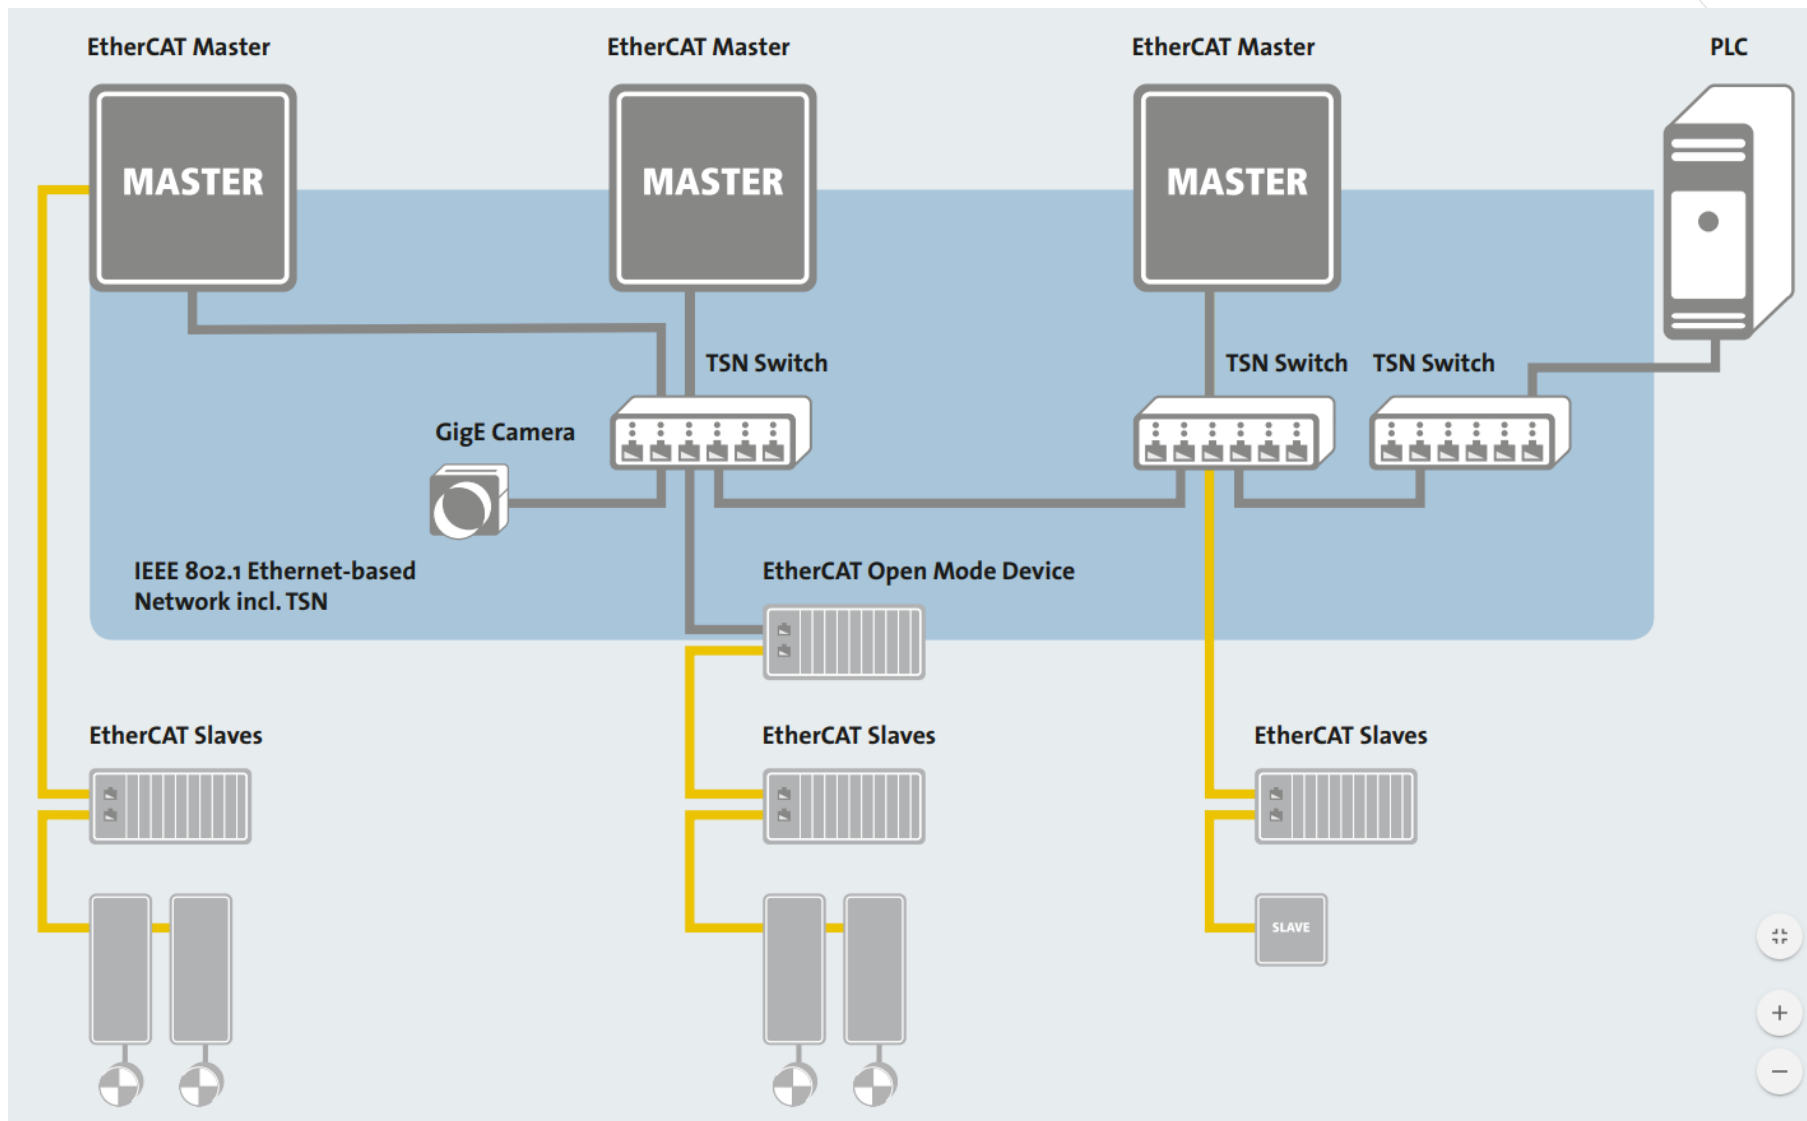 EtherCAT Master
EtherCAT Master
EtherCAT Master
PLC
MASTER
MASTER
MASTER
TSN Switch
TSN Switch
TSN Switch
GigE Camera
IEEE 802.1 Ethernet-based
Network incl. TSN
EtherCAT Open Mode Device
EtherCAT Slaves
EtherCAT Slaves
EtherCAT Slaves
SLAVE